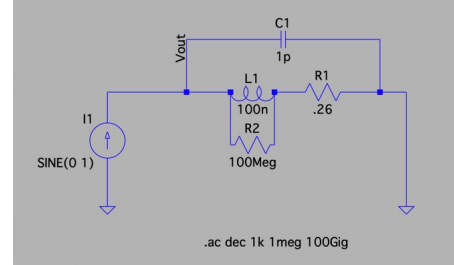 C1
1p
Vout
L1
100n
R1
.26
R2
100Meg
I1
SINE(0 1)
.ac dec 1k 1meg 100Gig